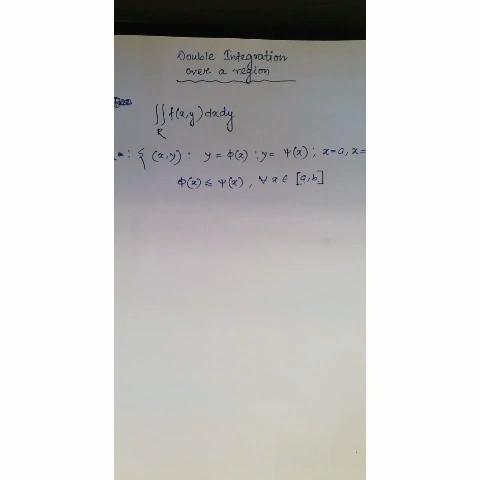 Double Integration
over a region
∬ f(x,y) dxdy
R
: { (x,y) : y = φ(x) ; y = ψ(x) ; x=a, x=
φ(x) ≤ ψ(x) , ∀ x ∈ [a,b]